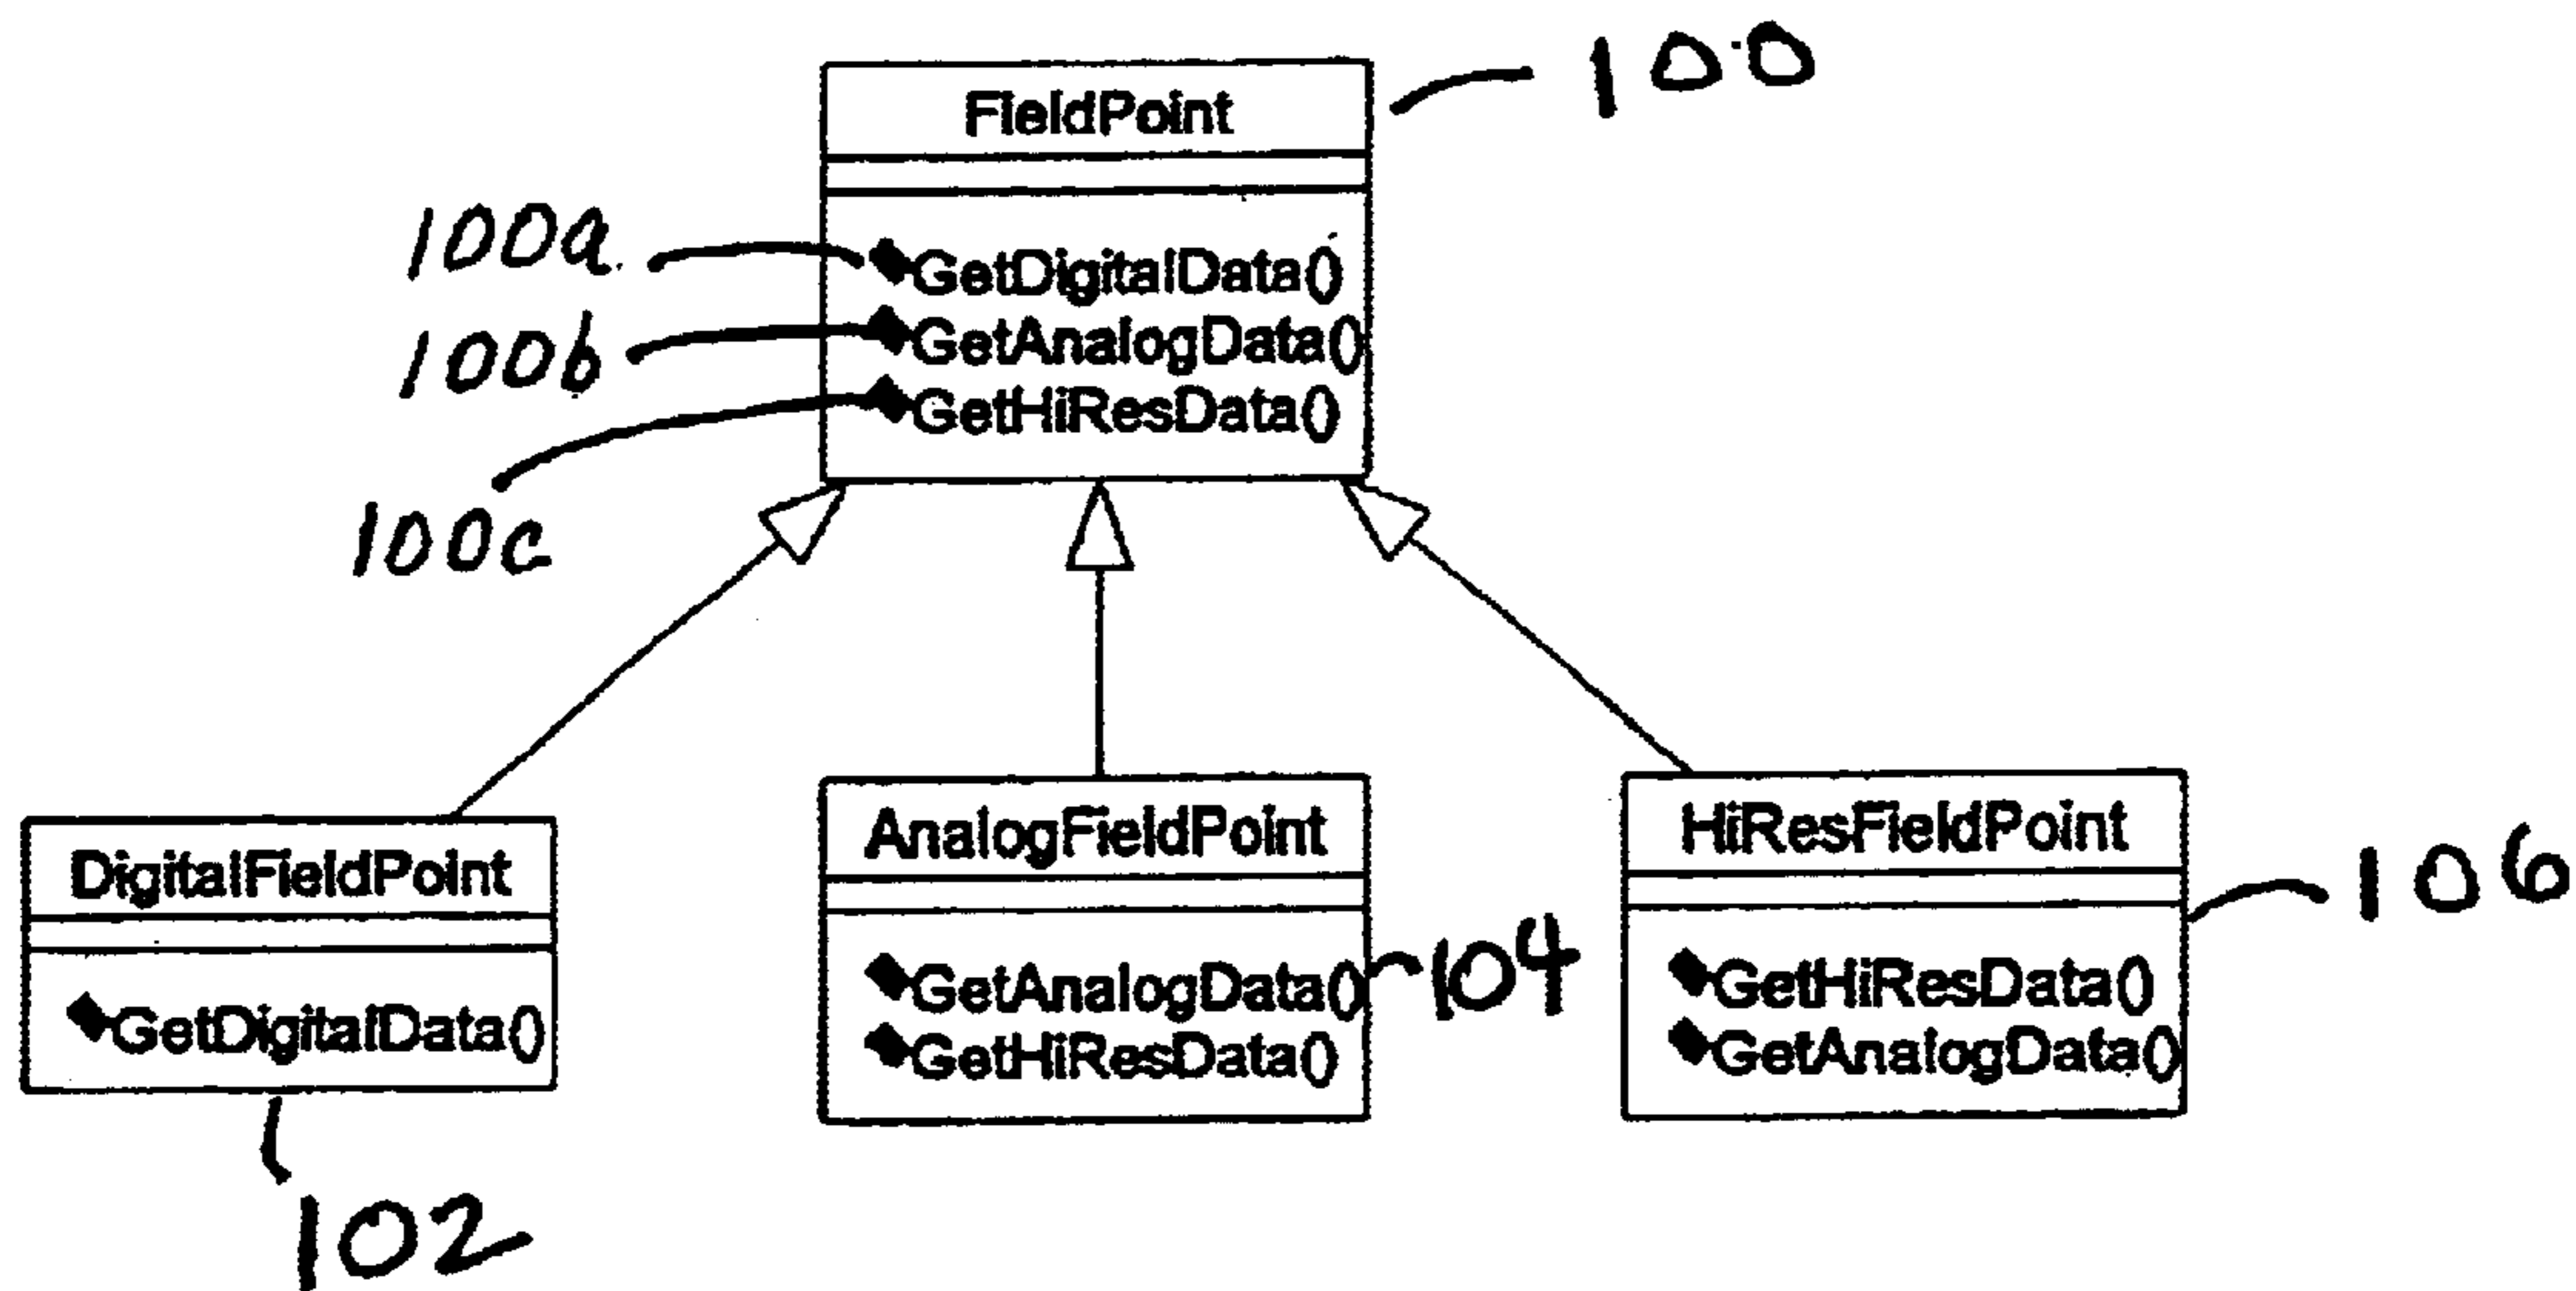 100
FieldPoint
100a
GetDigitalData()
100b
GetAnalogData()
100c
GetHiResData()
DigitalFieldPoint
GetDigitalData()
102
AnalogFieldPoint
GetAnalogData()
GetHiResData()
104
HiResFieldPoint
GetHiResData()
GetAnalogData()
106